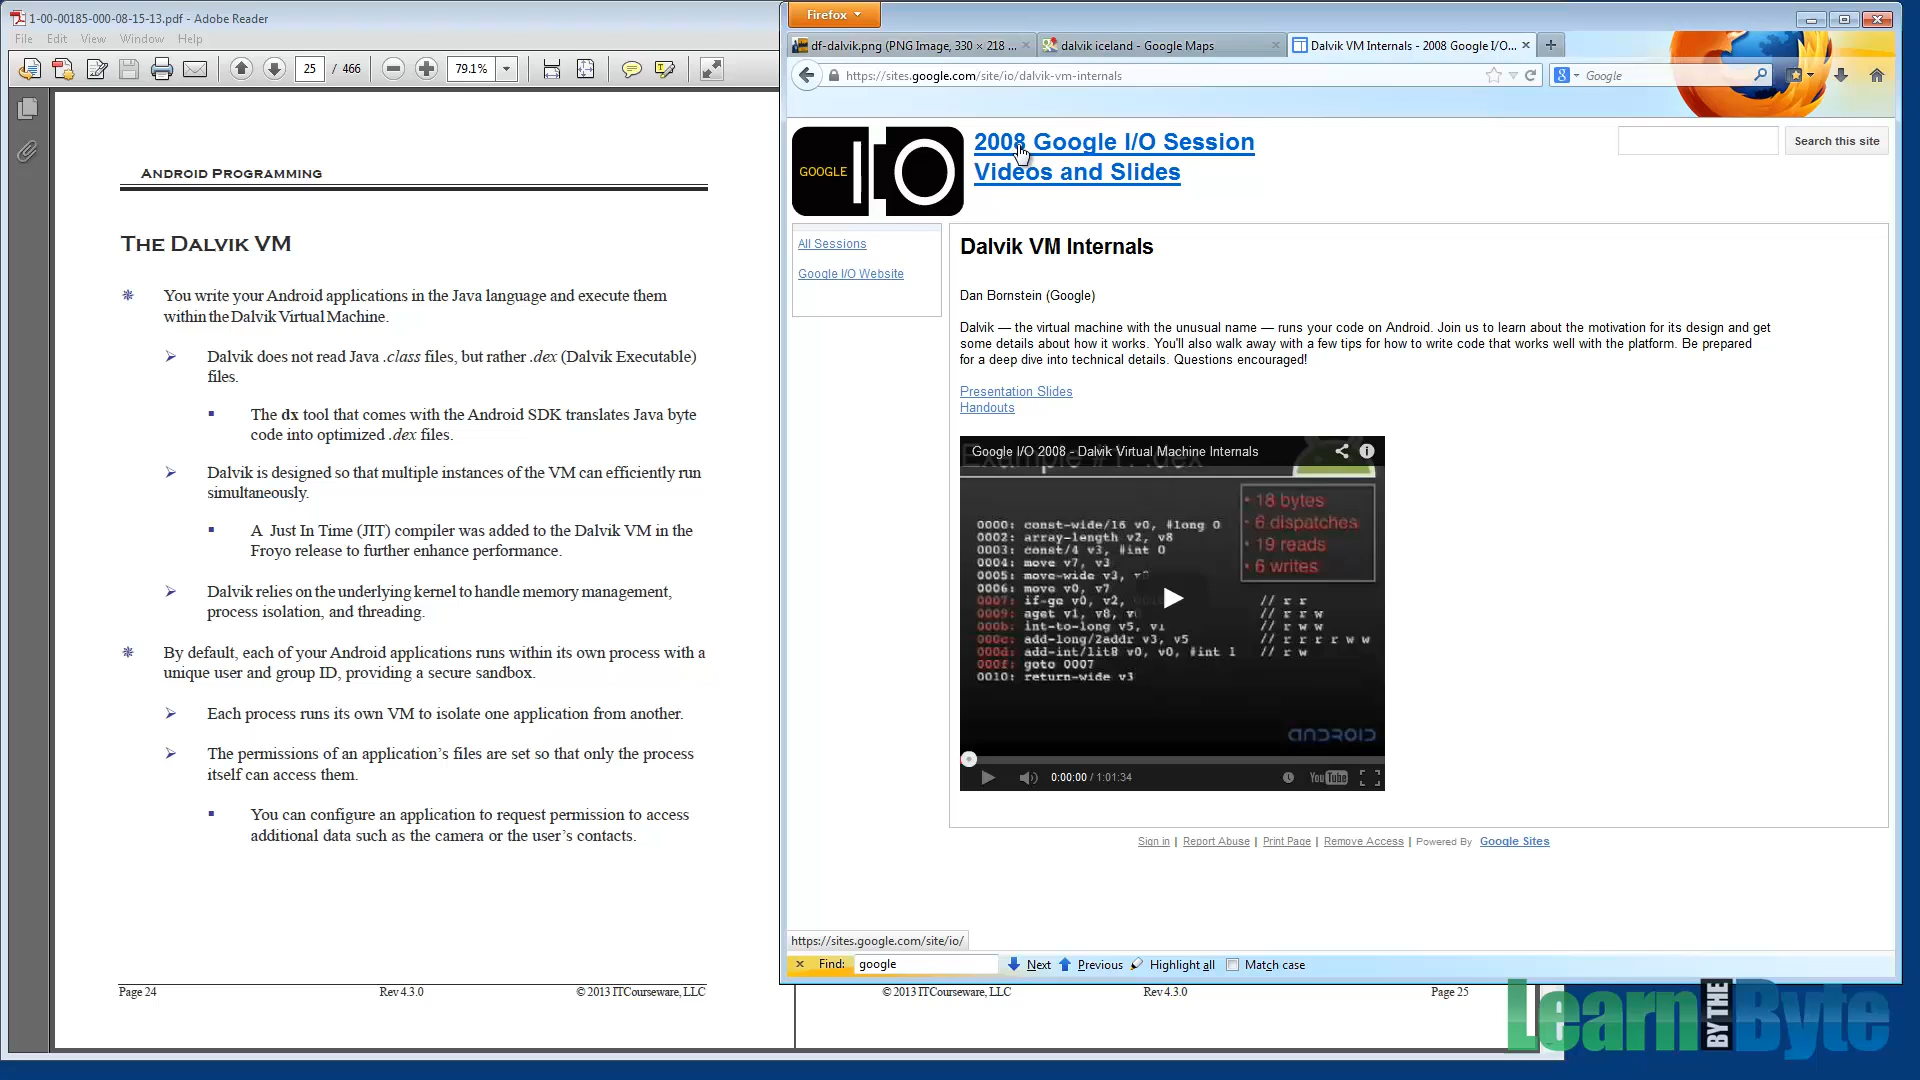 1-00-00185-000-08-15-13.pdf - Adobe Reader
File Edit View Window Help
25 / 466 79.1%
ANDROID PROGRAMMING
THE DALVIK VM
You write your Android applications in the Java language and execute them
within the Dalvik Virtual Machine.
Dalvik does not read Java .class files, but rather .dex (Dalvik Executable)
files.
The dx tool that comes with the Android SDK translates Java byte
code into optimized .dex files.
Dalvik is designed so that multiple instances of the VM can efficiently run
simultaneously.
A Just In Time (JIT) compiler was added to the Dalvik VM in the
Froyo release to further enhance performance.
Dalvik relies on the underlying kernel to handle memory management,
process isolation, and threading.
By default, each of your Android applications runs within its own process with a
unique user and group ID, providing a secure sandbox.
Each process runs its own VM to isolate one application from another.
The permissions of an application's files are set so that only the process
itself can access them.
You can configure an application to request permission to access
additional data such as the camera or the user's contacts.
Page 24 Rev 4.3.0 © 2013 ITCourseware, LLC
Firefox
df-dalvik.png (PNG Image, 330 × 218 ...
dalvik iceland - Google Maps
Dalvik VM Internals - 2008 Google I/O...
https://sites.google.com/site/io/dalvik-vm-internals
8 Google
GOOGLE IO
2008 Google I/O Session
Videos and Slides
Search this site
All Sessions
Google I/O Website
Dalvik VM Internals
Dan Bornstein (Google)
Dalvik — the virtual machine with the unusual name — runs your code on Android. Join us to learn about the motivation for its design and get
some details about how it works. You'll also walk away with a few tips for how to write code that works well with the platform. Be prepared
for a deep dive into technical details. Questions encouraged!
Presentation Slides
Handouts
Google I/O 2008 - Dalvik Virtual Machine Internals
Example #1: .dex
• 18 bytes
• 6 dispatches
• 19 reads
• 6 writes
0000: const-wide/16 v0, #long 0
0002: array-length v2, v8
0003: const/4 v3, #int 0
0004: move v7, v3
0005: move-wide v3,
0006: move v0, v7
0007: if-ge v0, v2, // r r
0009: aget v1, v8, // r r w
000b: int-to-long v5, v1 // r w w
000c: add-long/2addr v3, v5 // r r r r w w
000d: add-int/lit8 v0, v0, #int 1 // r w
000f: goto 0007
0010: return-wide v3
ANDROID
0:00:00 / 1:01:34 YouTube
Sign in | Report Abuse | Print Page | Remove Access | Powered By Google Sites
https://sites.google.com/site/io/
× Find: google Next Previous Highlight all Match case
© 2013 ITCourseware, LLC Rev 4.3.0 Page 25
Learn BY THE Byte